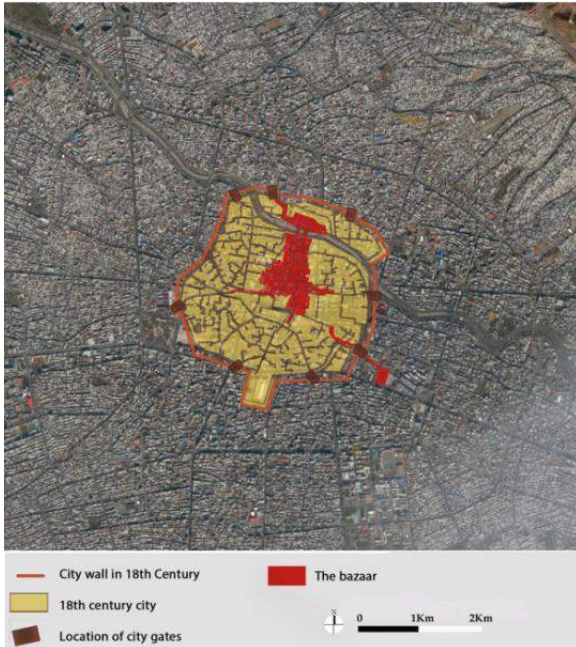 City wall in 18th Century
The bazaar
18th century city
Location of city gates
N
0 1Km 2Km